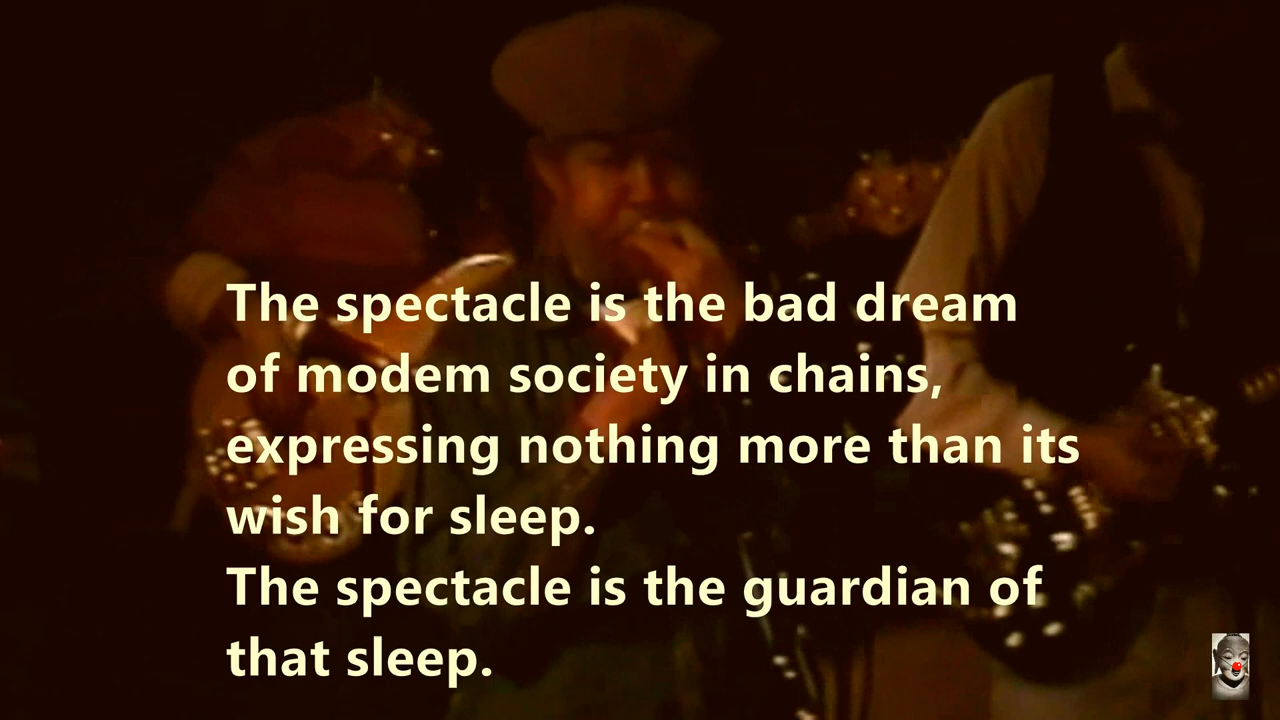 The spectacle is the bad dream
of modem society in chains,
expressing nothing more than its
wish for sleep.
The spectacle is the guardian of
that sleep.